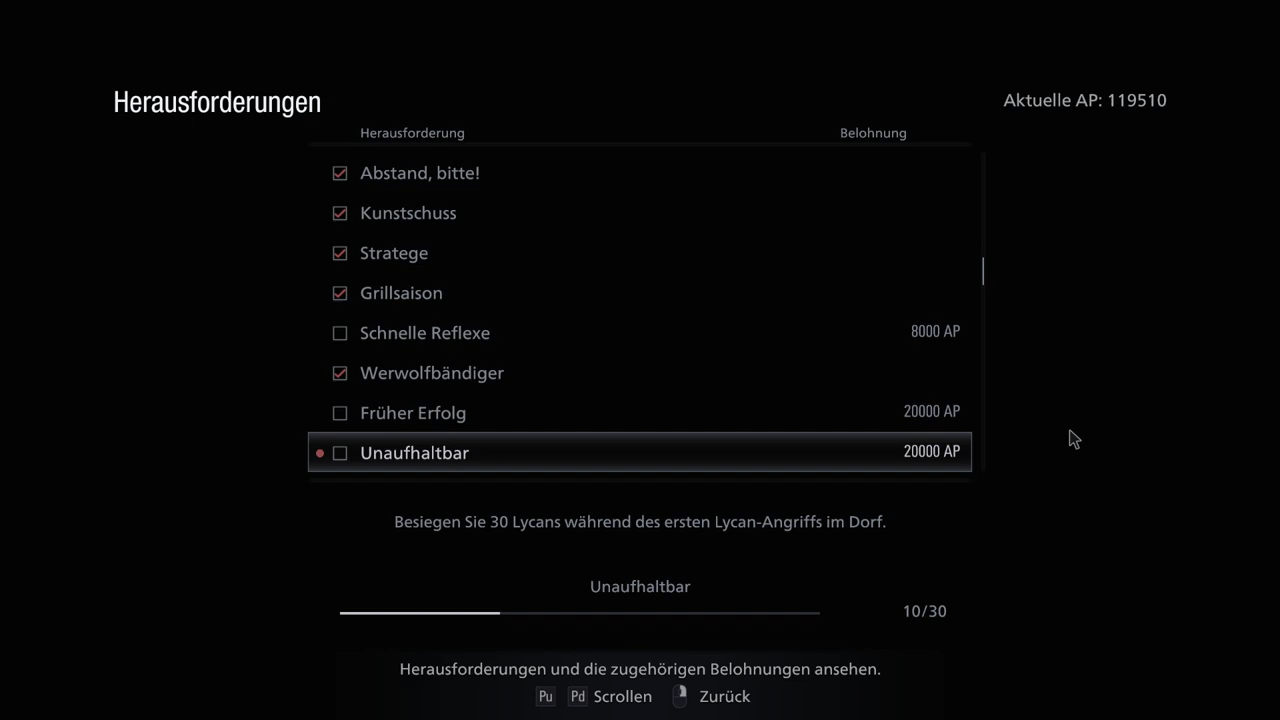 Herausforderungen
Aktuelle AP: 119510
Herausforderung Belohnung
Abstand, bitte!
Kunstschuss
Stratege
Grillsaison
Schnelle Reflexe 8000 AP
Werwolfbändiger
Früher Erfolg 20000 AP
Unaufhaltbar 20000 AP
Besiegen Sie 30 Lycans während des ersten Lycan-Angriffs im Dorf.
Unaufhaltbar
10/30
Herausforderungen und die zugehörigen Belohnungen ansehen.
Pu Pd Scrollen Zurück